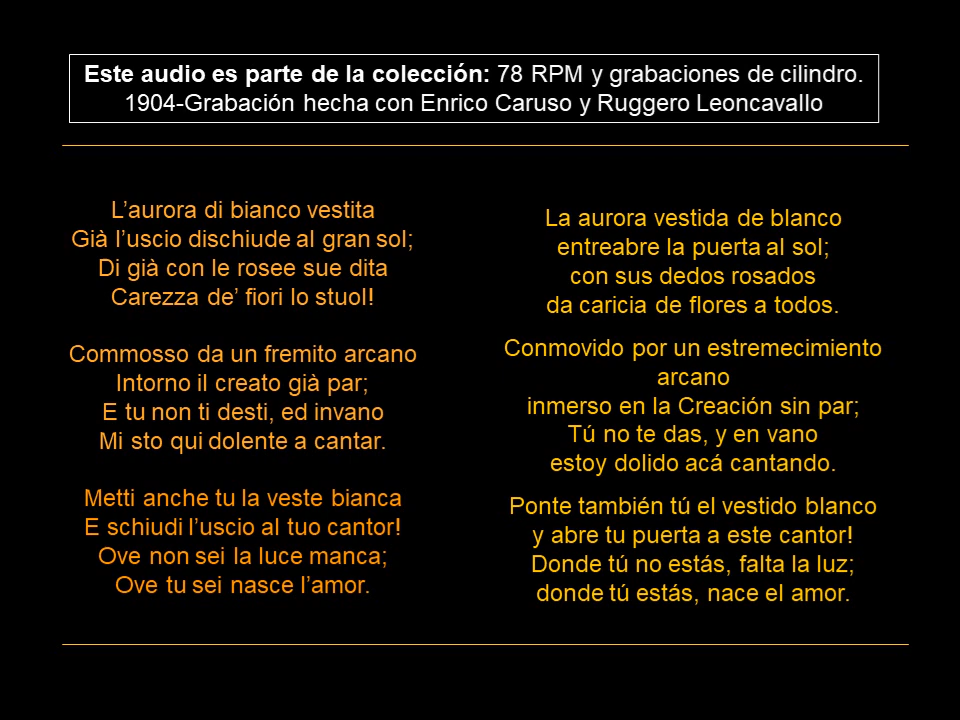 Este audio es parte de la colección: 78 RPM y grabaciones de cilindro.
1904-Grabación hecha con Enrico Caruso y Ruggero Leoncavallo
L’aurora di bianco vestita
Già l’uscio dischiude al gran sol;
Di già con le rosee sue dita
Carezza de’ fiori lo stuol!
Commosso da un fremito arcano
Intorno il creato già par;
E tu non ti desti, ed invano
Mi sto qui dolente a cantar.
Metti anche tu la veste bianca
E schiudi l’uscio al tuo cantor!
Ove non sei la luce manca;
Ove tu sei nasce l’amor.
La aurora vestida de blanco
entreabre la puerta al sol;
con sus dedos rosados
da caricia de flores a todos.
Conmovido por un estremecimiento
arcano
inmerso en la Creación sin par;
Tú no te das, y en vano
estoy dolido acá cantando.
Ponte también tú el vestido blanco
y abre tu puerta a este cantor!
Donde tú no estás, falta la luz;
donde tú estás, nace el amor.